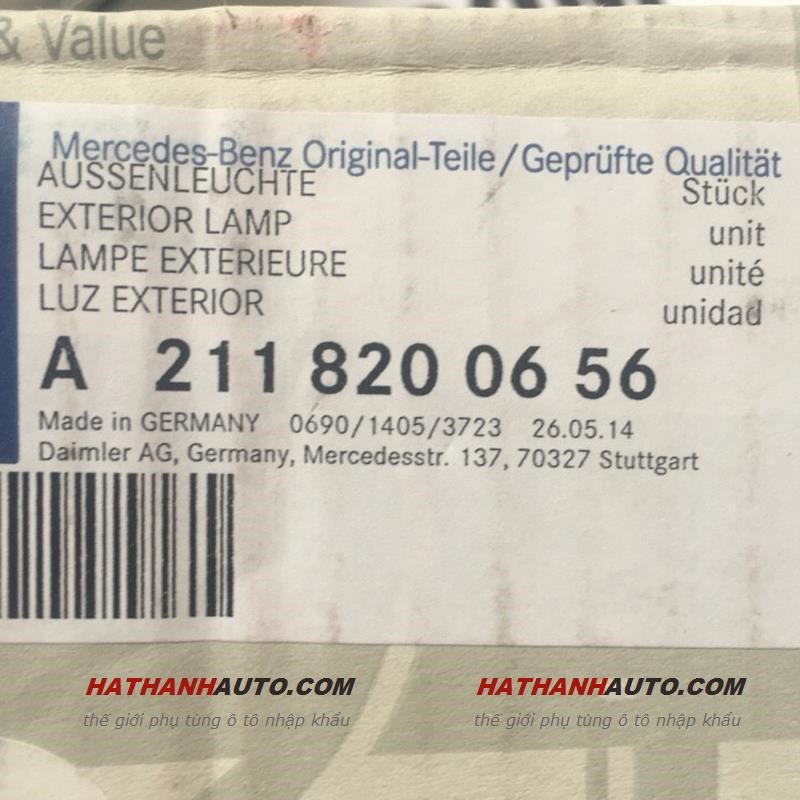 & Value
Mercedes-Benz Original-Teile/Geprüfte Qualität
AUSSENLEUCHTE Stück
EXTERIOR LAMP unit
LAMPE EXTERIEURE unité
LUZ EXTERIOR unidad
A 211 820 06 56
Made in GERMANY 0690/1405/3723 26.05.14
Daimler AG, Germany, Mercedesstr. 137, 70327 Stuttgart
HATHANHAUTO.COM HATHANHAUTO.COM
thế giới phụ tùng ô tô nhập khẩu thế giới phụ tùng ô tô nhập khẩu